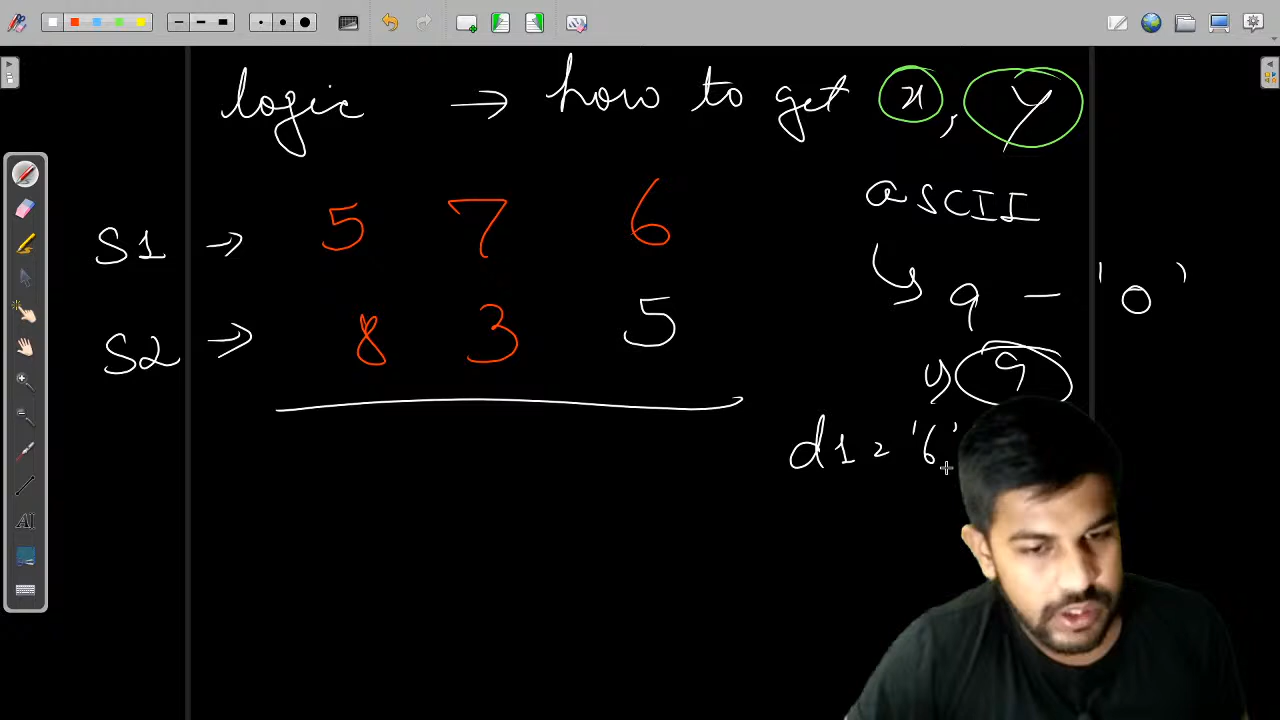 logic → how to get x, y
ASCII
S1 → 5 7 6
9 - '0'
S2 → 8 3 5
↳ 9
d1 = '6'